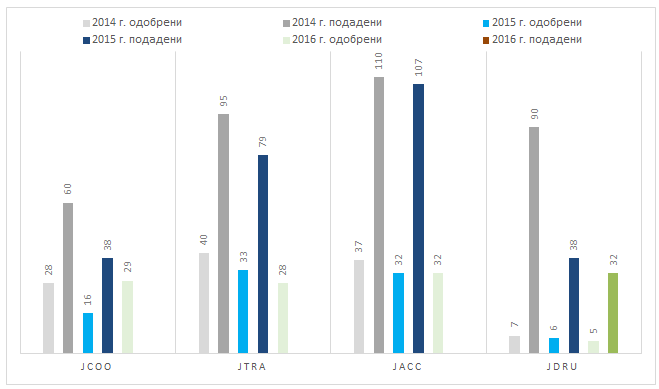 2014 г. одобрени 2014 г. подадени 2015 г. одобрени
2015 г. подадени 2016 г. одобрени 2016 г. подадени
28 60 16 38 29
40 95 33 79 28
37 110 32 107 32
7 90 6 38 5 32
JCOO JTRA JACC JDRU